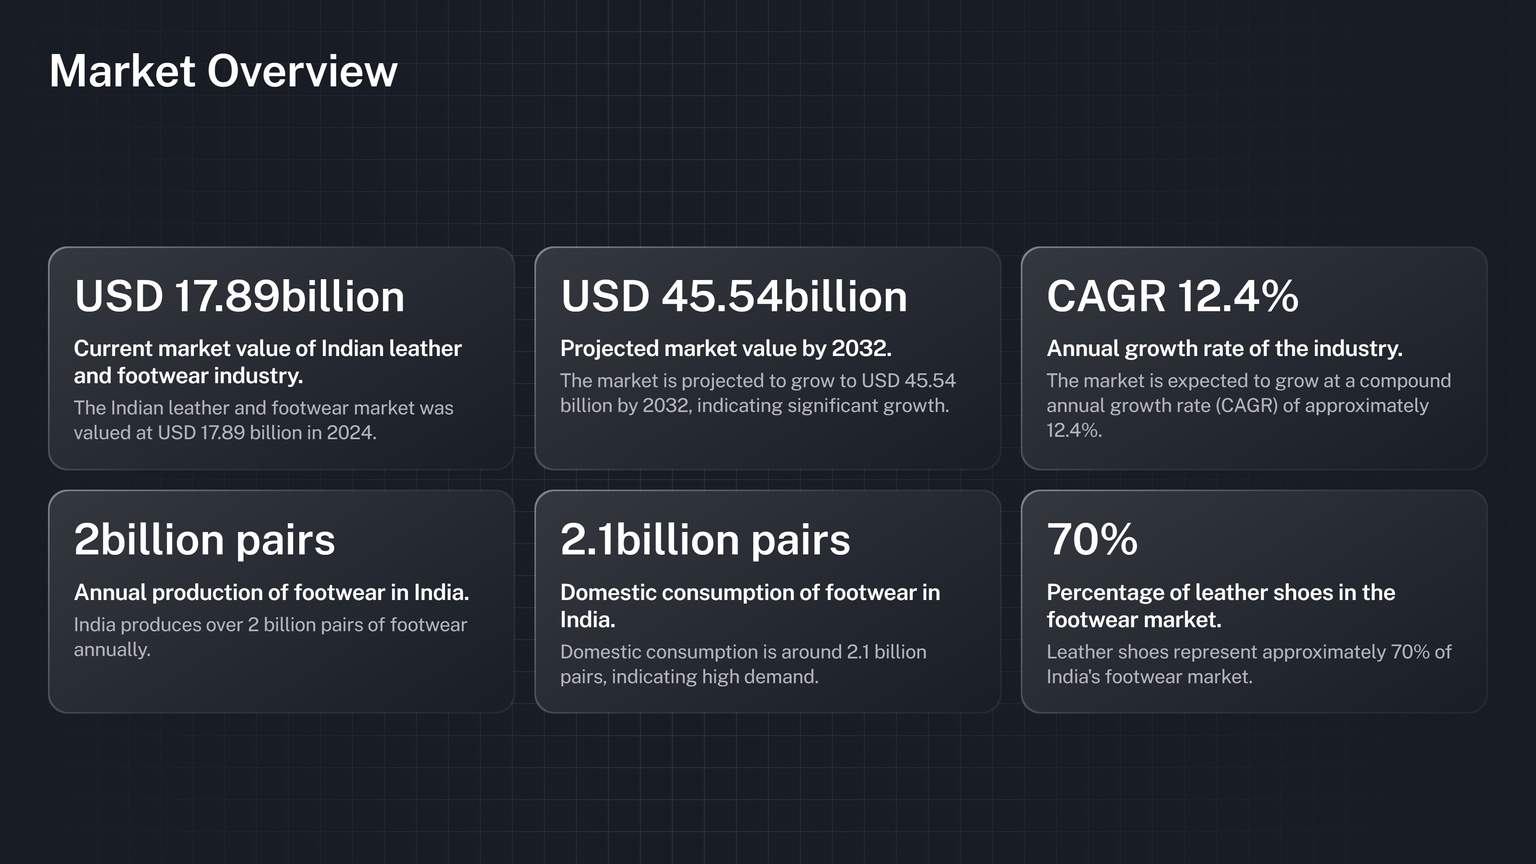 Market Overview
USD 17.89billion
Current market value of Indian leather
and footwear industry.
The Indian leather and footwear market was
valued at USD 17.89 billion in 2024.
USD 45.54billion
Projected market value by 2032.
The market is projected to grow to USD 45.54
billion by 2032, indicating significant growth.
CAGR 12.4%
Annual growth rate of the industry.
The market is expected to grow at a compound
annual growth rate (CAGR) of approximately
12.4%.
2billion pairs
Annual production of footwear in India.
India produces over 2 billion pairs of footwear
annually.
2.1billion pairs
Domestic consumption of footwear in
India.
Domestic consumption is around 2.1 billion
pairs, indicating high demand.
70%
Percentage of leather shoes in the
footwear market.
Leather shoes represent approximately 70% of
India's footwear market.